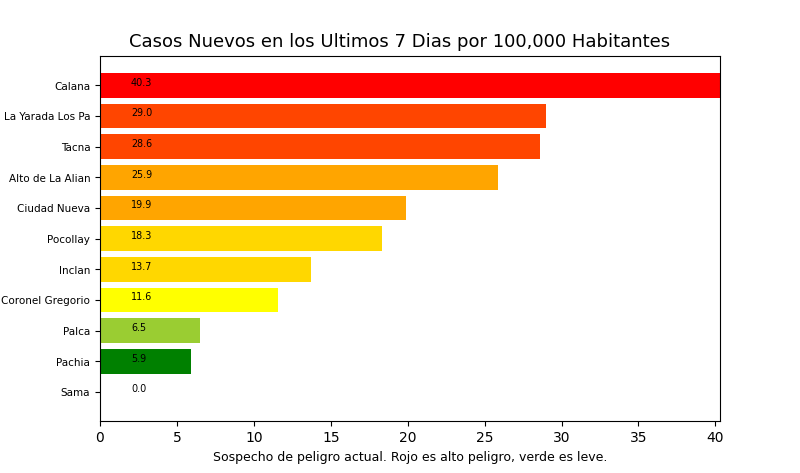 Casos Nuevos en los Ultimos 7 Dias por 100,000 Habitantes
Calana 40.3
La Yarada Los Pa 29.0
Tacna 28.6
Alto de La Alian 25.9
Ciudad Nueva 19.9
Pocollay 18.3
Inclan 13.7
Coronel Gregorio 11.6
Palca 6.5
Pachia 5.9
Sama 0.0
0 5 10 15 20 25 30 35 40
Sospecho de peligro actual. Rojo es alto peligro, verde es leve.